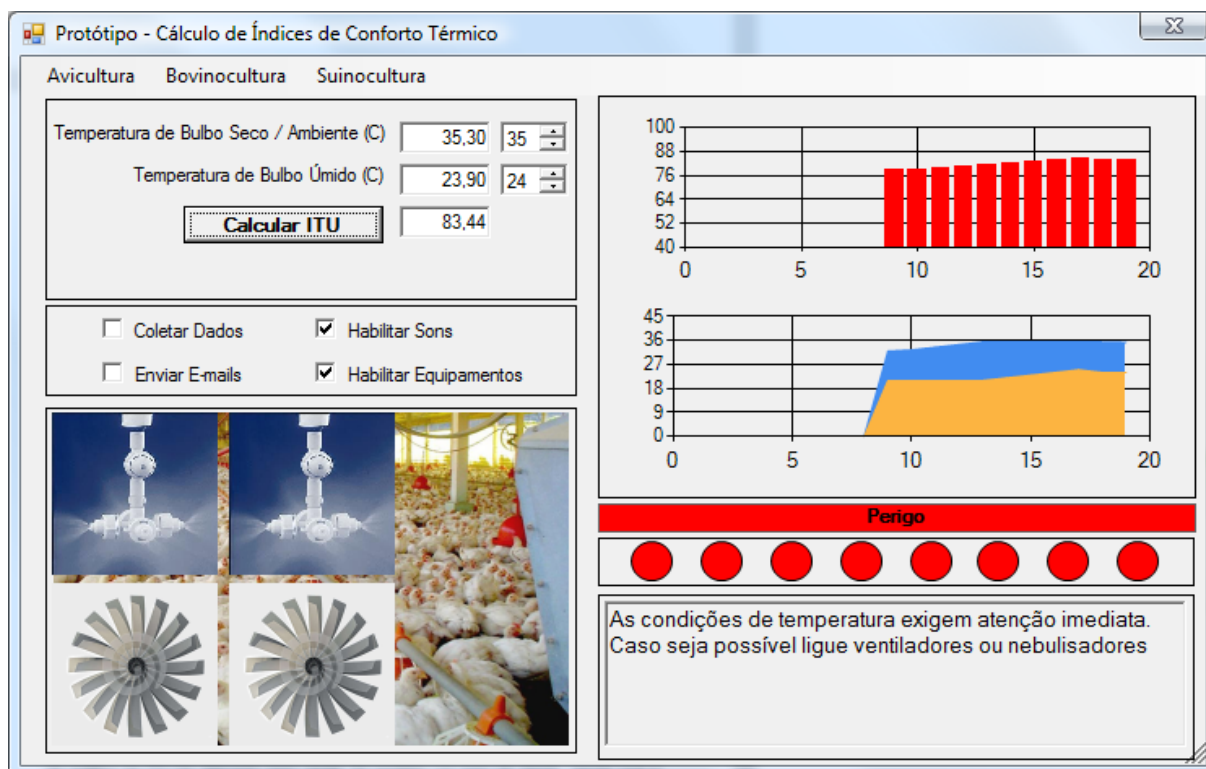 Protótipo - Cálculo de Índices de Conforto Térmico
Avicultura Bovinocultura Suinocultura
Temperatura de Bulbo Seco / Ambiente (C) 35,30 35
Temperatura de Bulbo Úmido (C) 23,90 24
Calcular ITU 83,44
Coletar Dados Habilitar Sons
Enviar E-mails Habilitar Equipamentos
100
88
76
64
52
40
0 5 10 15 20
45
36
27
18
9
0
0 5 10 15 20
Perigo
As condições de temperatura exigem atenção imediata.
Caso seja possível ligue ventiladores ou nebulisadores